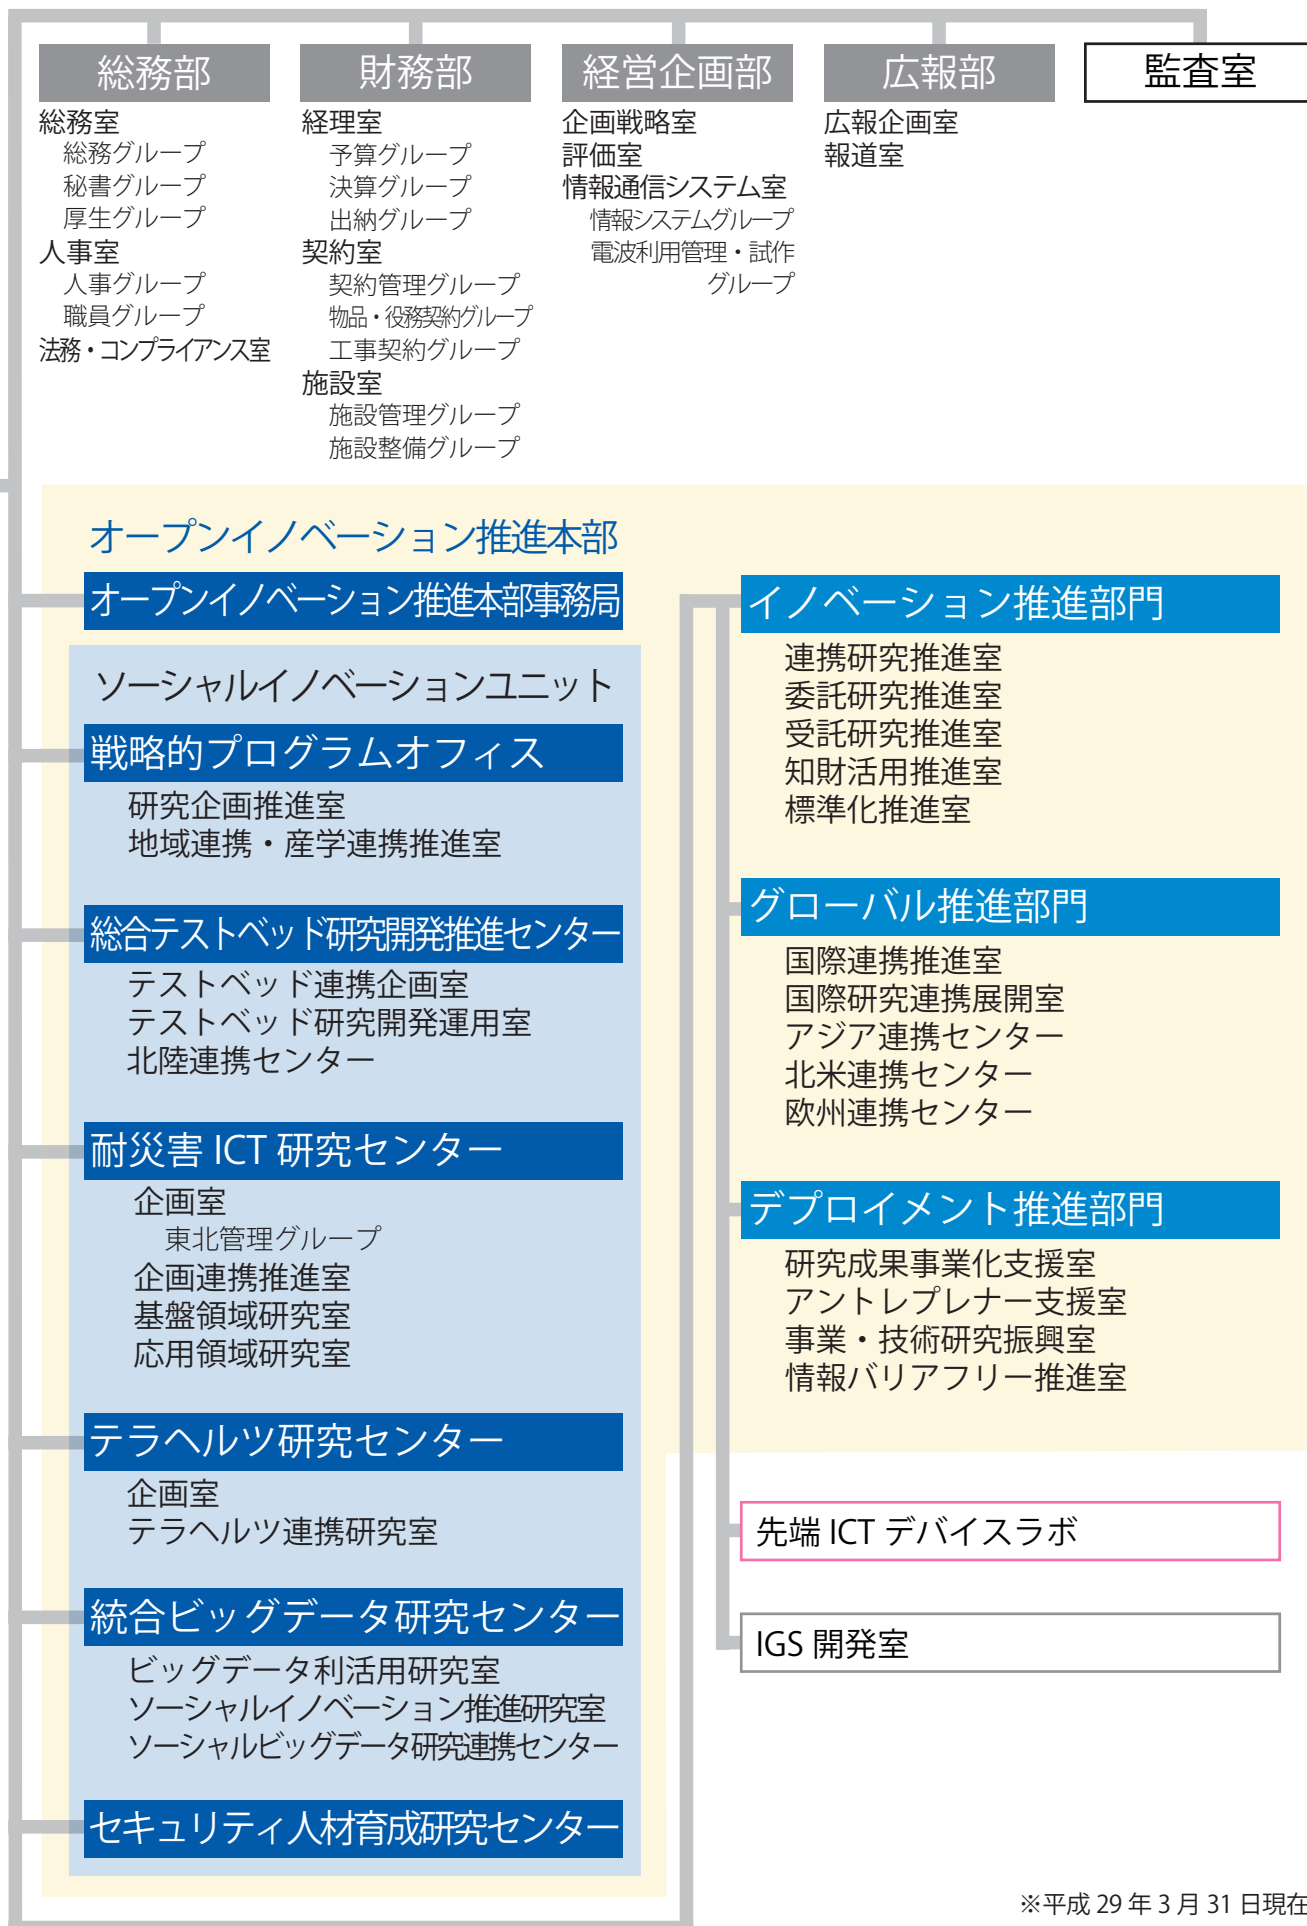 総務部
総務室
総務グループ
秘書グループ
厚生グループ
人事室
人事グループ
職員グループ
法務・コンプライアンス室
財務部
経理室
予算グループ
決算グループ
出納グループ
契約室
契約管理グループ
物品・役務契約グループ
工事契約グループ
施設室
施設管理グループ
施設整備グループ
経営企画部
企画戦略室
評価室
情報通信システム室
情報システムグループ
電波利用管理・試作
グループ
広報部
広報企画室
報道室
監査室
オープンイノベーション推進本部
オープンイノベーション推進本部事務局
ソーシャルイノベーションユニット
戦略的プログラムオフィス
研究企画推進室
地域連携・産学連携推進室
総合テストベッド研究開発推進センター
テストベッド連携企画室
テストベッド研究開発運用室
北陸連携センター
耐災害 ICT 研究センター
企画室
東北管理グループ
企画連携推進室
基盤領域研究室
応用領域研究室
テラヘルツ研究センター
企画室
テラヘルツ連携研究室
統合ビッグデータ研究センター
ビッグデータ利活用研究室
ソーシャルイノベーション推進研究室
ソーシャルビッグデータ研究連携センター
セキュリティ人材育成研究センター
イノベーション推進部門
連携研究推進室
委託研究推進室
受託研究推進室
知財活用推進室
標準化推進室
グローバル推進部門
国際連携推進室
国際研究連携展開室
アジア連携センター
北米連携センター
欧州連携センター
デプロイメント推進部門
研究成果事業化支援室
アントレプレナー支援室
事業・技術研究振興室
情報バリアフリー推進室
先端 ICT デバイスラボ
IGS 開発室
※平成 29 年 3 月 31 日現在